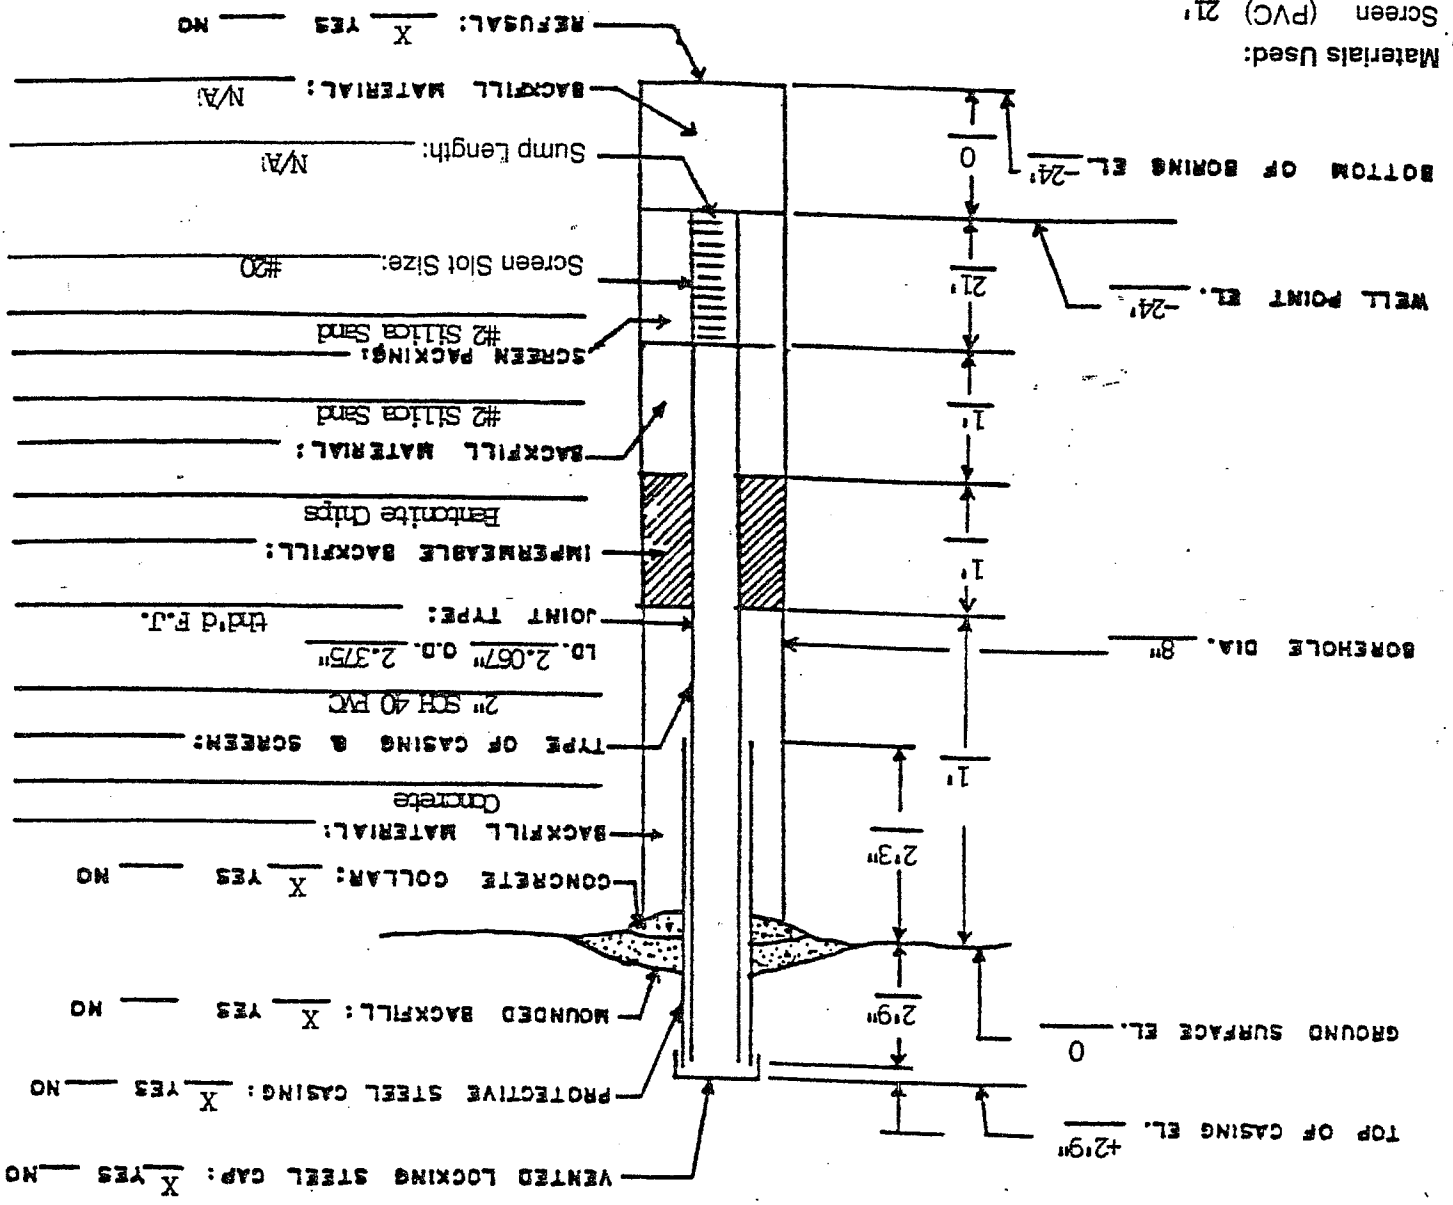 VENTED LOCKING STEEL CAP: X YES NO
TOP OF CASING EL. +2'9"
PROTECTIVE STEEL CASING: X YES NO
GROUND SURFACE EL. 0
2'9"
MOUNDED BACKFILL: X YES NO
CONCRETE COLLAR: X YES NO
2'3"
BACKFILL MATERIAL:
Concrete
1'
TYPE OF CASING & SCREEN:
2" SCH 40 PVC
BOREHOLE DIA. 8"
I.D. 2.067" O.D. 2.375"
JOINT TYPE: thd'd F.J.
1'
IMPERMEABLE BACKFILL:
Bentonite Chips
BACKFILL MATERIAL:
#2 Silica Sand
1'
SCREEN PACKING:
#2 Silica Sand
WELL POINT EL. -24'
21'
Screen Slot Size: #20
BOTTOM OF BORING EL. -24'
0
Sump Length: N/A
BACKFILL MATERIAL: N/A
REFUSAL: X YES NO
Materials Used:
Screen (PVC) 21'